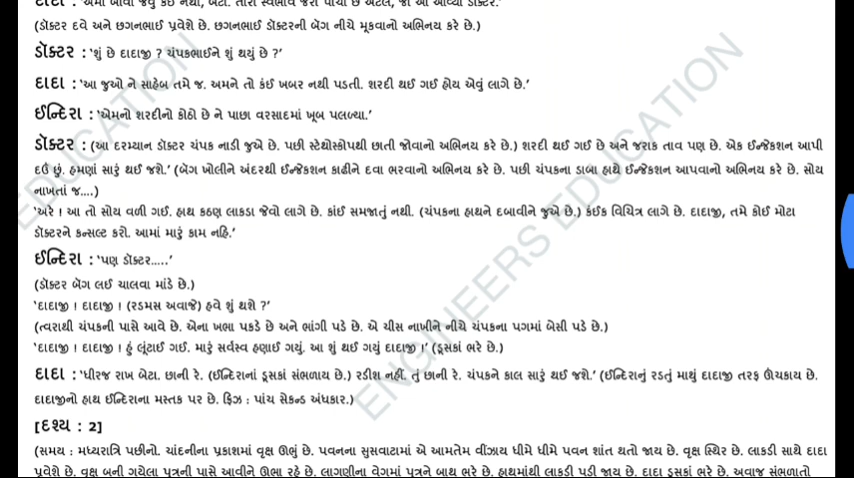 (ડૉક્ટર દવે અને છગનભાઈ પ્રવેશે છે. છગનભાઈ ડૉક્ટરની બૅગ નીચે મૂકવાનો અભિનય કરે છે.)
ડૉક્ટર : 'શું છે દાદાજી ? ચંપકભાઈને શું થયું છે ?'
દાદા : 'આ જુઓ ને સાહેબ તમે જ. અમને તો કંઈ ખબર નથી પડતી. શરદી થઈ ગઈ હોય એવું લાગે છે.'
ઈન્દિરા : 'એમનો શરદીનો કોઠો છે ને પાછા વરસાદમાં ખૂબ પલળ્યા.'
ડૉક્ટર : (આ દરમ્યાન ડૉક્ટર ચંપક નાડી જુએ છે. પછી સ્ટેથોસ્કોપથી છાતી જોવાનો અભિનય કરે છે.) શરદી થઈ ગઈ છે અને જરાક તાવ પણ છે. એક ઈન્જેકશન આપી
દઉં છું. હમણાં સારું થઈ જશે.' (બૅગ ખોલીને અંદરથી ઈન્જેકશન કાઢીને દવા ભરવાનો અભિનય કરે છે. પછી ચંપકના ડાબા હાથે ઈન્જેકશન આપવાનો અભિનય કરે છે. સોય
નાખતાં જ....)
'અરે ! આ તો સોય વળી ગઈ. હાથ કઠણ લાકડા જેવો લાગે છે. કાંઈ સમજાતું નથી. (ચંપકના હાથને દબાવીને જુએ છે.) કંઈક વિચિત્ર લાગે છે. દાદાજી, તમે કોઈ મોટા
ડૉક્ટરને કન્સલ્ટ કરો. આમાં મારું કામ નહિ.'
ઈન્દિરા : 'પણ ડૉક્ટર.....'
(ડૉક્ટર બૅગ લઈ ચાલવા માંડે છે.)
'દાદાજી ! દાદાજી ! (રડમસ અવાજે) હવે શું થશે ?'
(ત્વરાથી ચંપકની પાસે આવે છે. એના ખભા પકડે છે અને ભાંગી પડે છે. એ ચીસ નાખીને નીચે ચંપકના પગમાં બેસી પડે છે.)
'દાદાજી ! દાદાજી ! હું લૂંટાઈ ગઈ. મારું સર્વસ્વ હણાઈ ગયું. આ શું થઈ ગયું દાદાજી !' (ડૂસકાં ભરે છે.)
દાદા : 'ધીરજ રાખ બેટા. છાની રે. (ઈન્દિરાનાં ડૂસકાં સંભળાય છે.) રડીશ નહીં. તું છાની રે. ચંપકને કાલ સારું થઈ જશે.' (ઈન્દિરાનું રડતું માથું દાદાજી તરફ ઊંચકાય છે.
દાદાજીનો હાથ ઈન્દિરાના મસ્તક પર છે. ફ્રિઝ : પાંચ સેકન્ડ અંધકાર.)
[દશ્ય : 2]
(સમય : મધ્યરાત્રિ પછીનો. ચાંદનીના પ્રકાશમાં વૃક્ષ ઊભું છે. પવનના સુસવાટામાં એ આમતેમ વીંઝાય ધીમે ધીમે પવન શાંત થતો જાય છે. વૃક્ષ સ્થિર છે. લાકડી સાથે દાદા
પ્રવેશે છે. વૃક્ષ બની ગયેલા પુત્રની પાસે આવીને ઊભા રહે છે. લાગણીના વેગમાં પુત્રને બાથ ભરે છે. હાથમાંથી લાકડી પડી જાય છે. દાદા ડૂસકાં ભરે છે. અવાજ સંભળાતો
ENGINEERS EDUCATION
EDUCATION